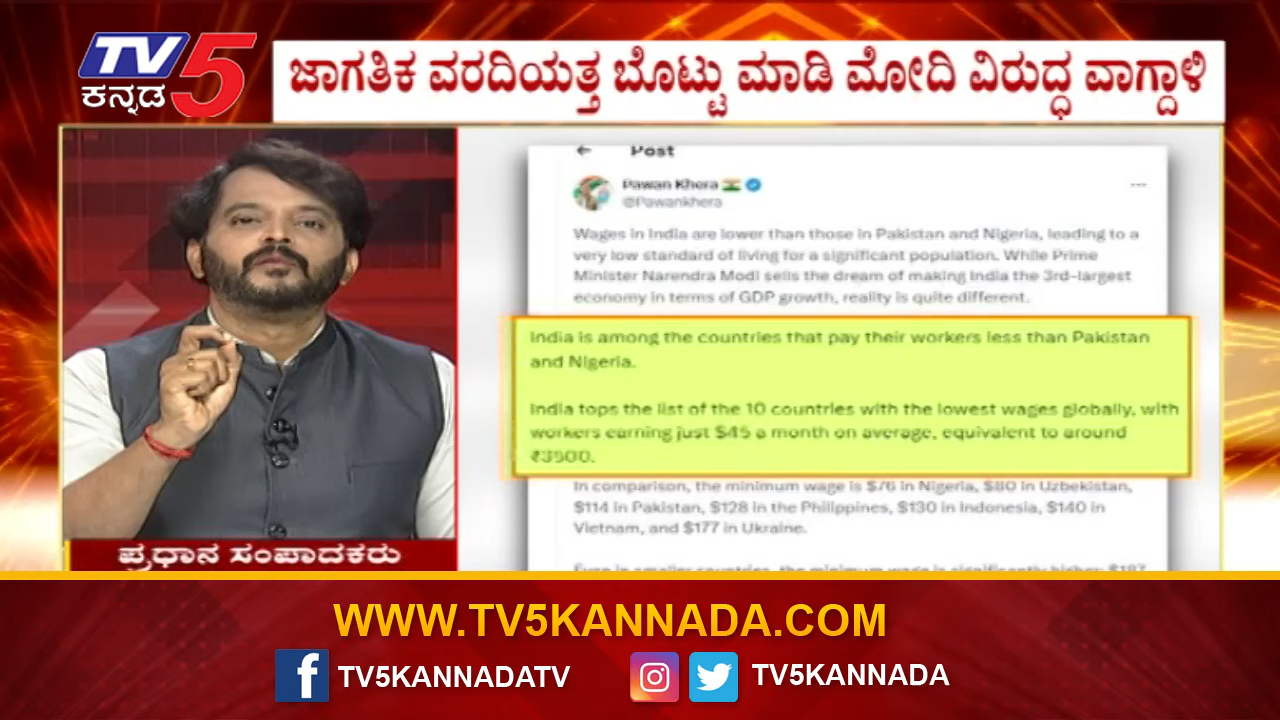 TV5
ಕನ್ನಡ
ಜಾಗತಿಕ ವರದಿಯತ್ತ ಬೊಟ್ಟು ಮಾಡಿ ಮೋದಿ ವಿರುದ್ಧ ವಾಗ್ದಾಳಿ
Post
Pawan Khera
@Pawankhera
Wages in India are lower than those in Pakistan and Nigeria, leading to a
very low standard of living for a significant population. While Prime
Minister Narendra Modi sells the dream of making India the 3rd-largest
economy in terms of GDP growth, reality is quite different.
India is among the countries that pay their workers less than Pakistan
and Nigeria.
India tops the list of the 10 countries with the lowest wages globally, with
workers earning just $45 a month on average, equivalent to around
₹3500.
In comparison, the minimum wage is $76 in Nigeria, $80 in Uzbekistan,
$114 in Pakistan, $128 in the Philippines, $130 in Indonesia, $140 in
Vietnam, and $177 in Ukraine.
ಪ್ರಧಾನ ಸಂಪಾದಕರು
WWW.TV5KANNADA.COM
TV5KANNADATV
TV5KANNADA